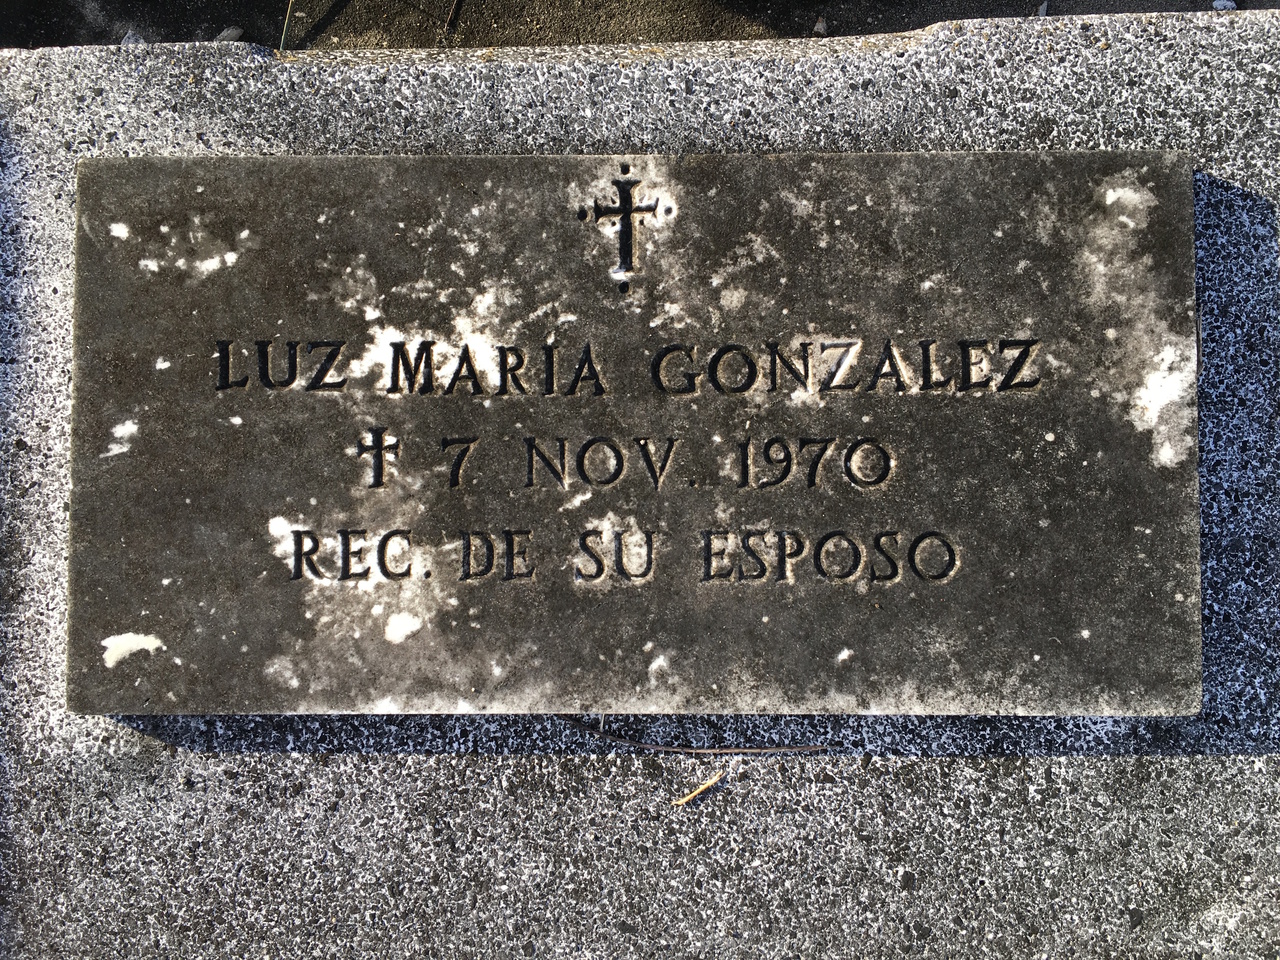 LUZ MARIA GONZALEZ
✝ 7 NOV. 1970
REC. DE SU ESPOSO